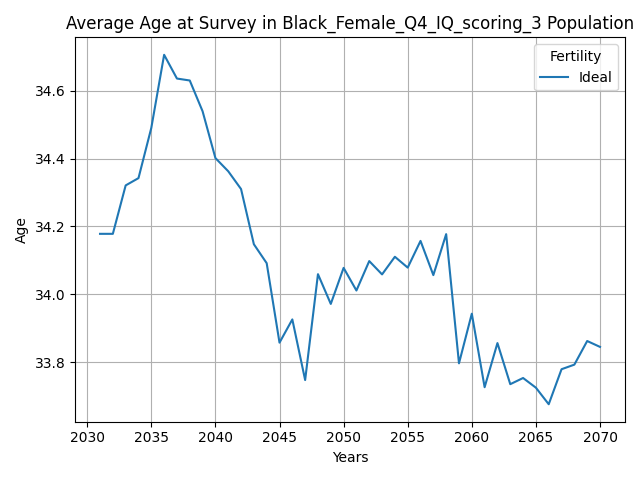 Average Age at Survey in Black_Female_Q4_IQ_scoring_3 Population
Fertility
Ideal
34.6
34.4
34.2
34.0
33.8
Age
2030 2035 2040 2045 2050 2055 2060 2065 2070
Years